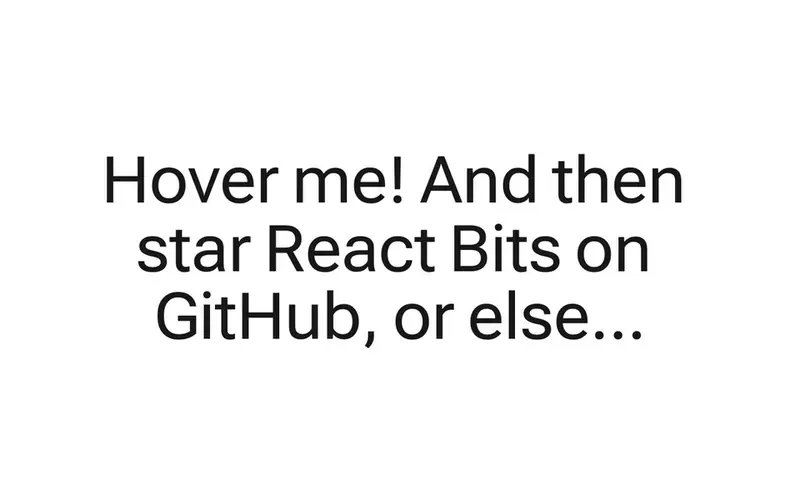 Hover me! And then
star React Bits on
GitHub, or else...